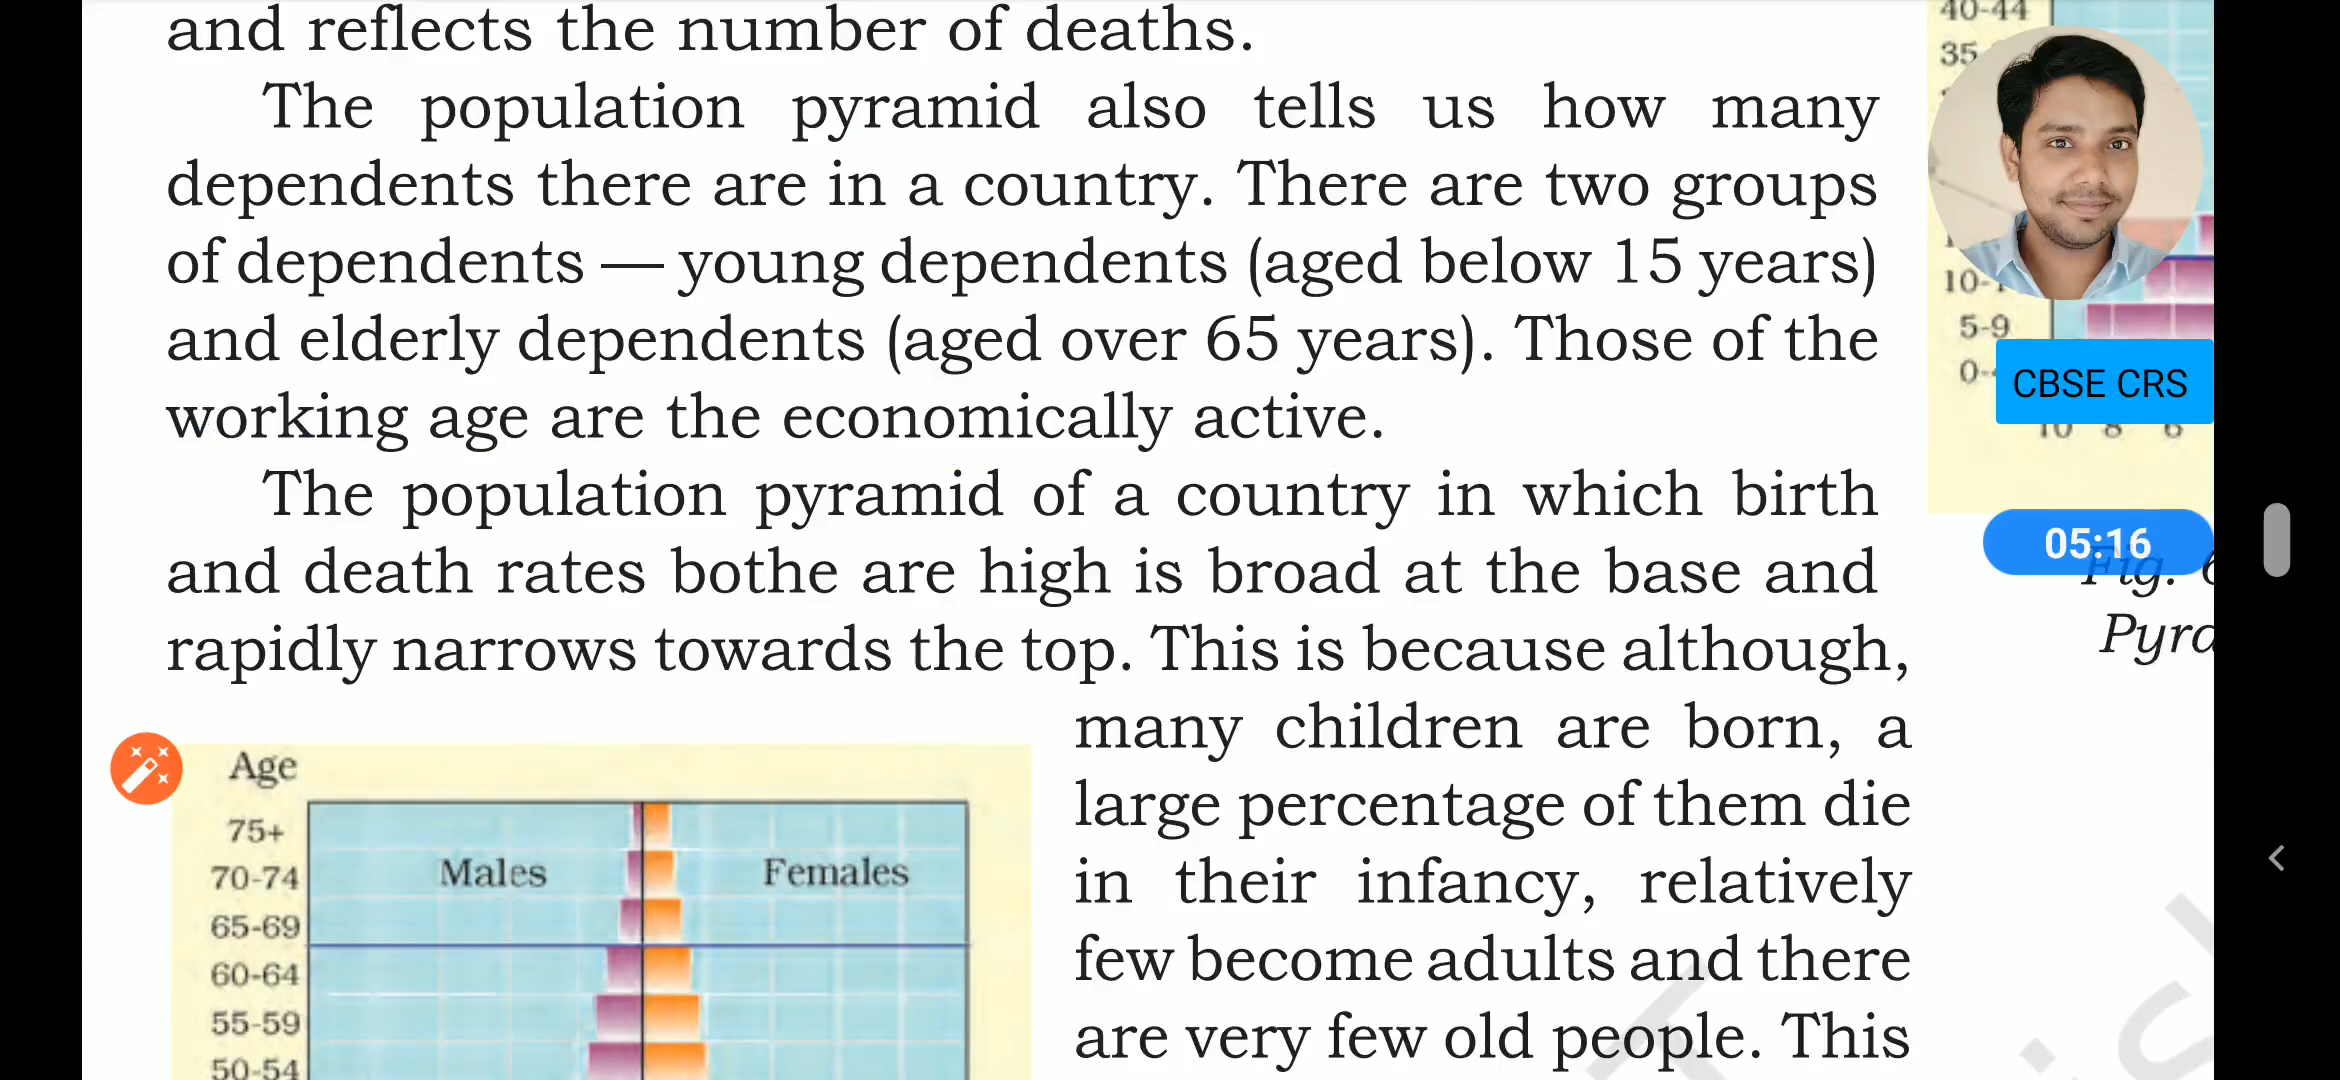 and reflects the number of deaths.
The population pyramid also tells us how many
dependents there are in a country. There are two groups
of dependents — young dependents (aged below 15 years)
and elderly dependents (aged over 65 years). Those of the
working age are the economically active.
The population pyramid of a country in which birth
and death rates bothe are high is broad at the base and
rapidly narrows towards the top. This is because although,
many children are born, a
large percentage of them die
in their infancy, relatively
few become adults and there
are very few old people. This
Age
75+
70-74
65-69
60-64
55-59
50-54
Males
Females
40-44
35
5-9
CBSE CRS
10 8 6
05:16
Fig.